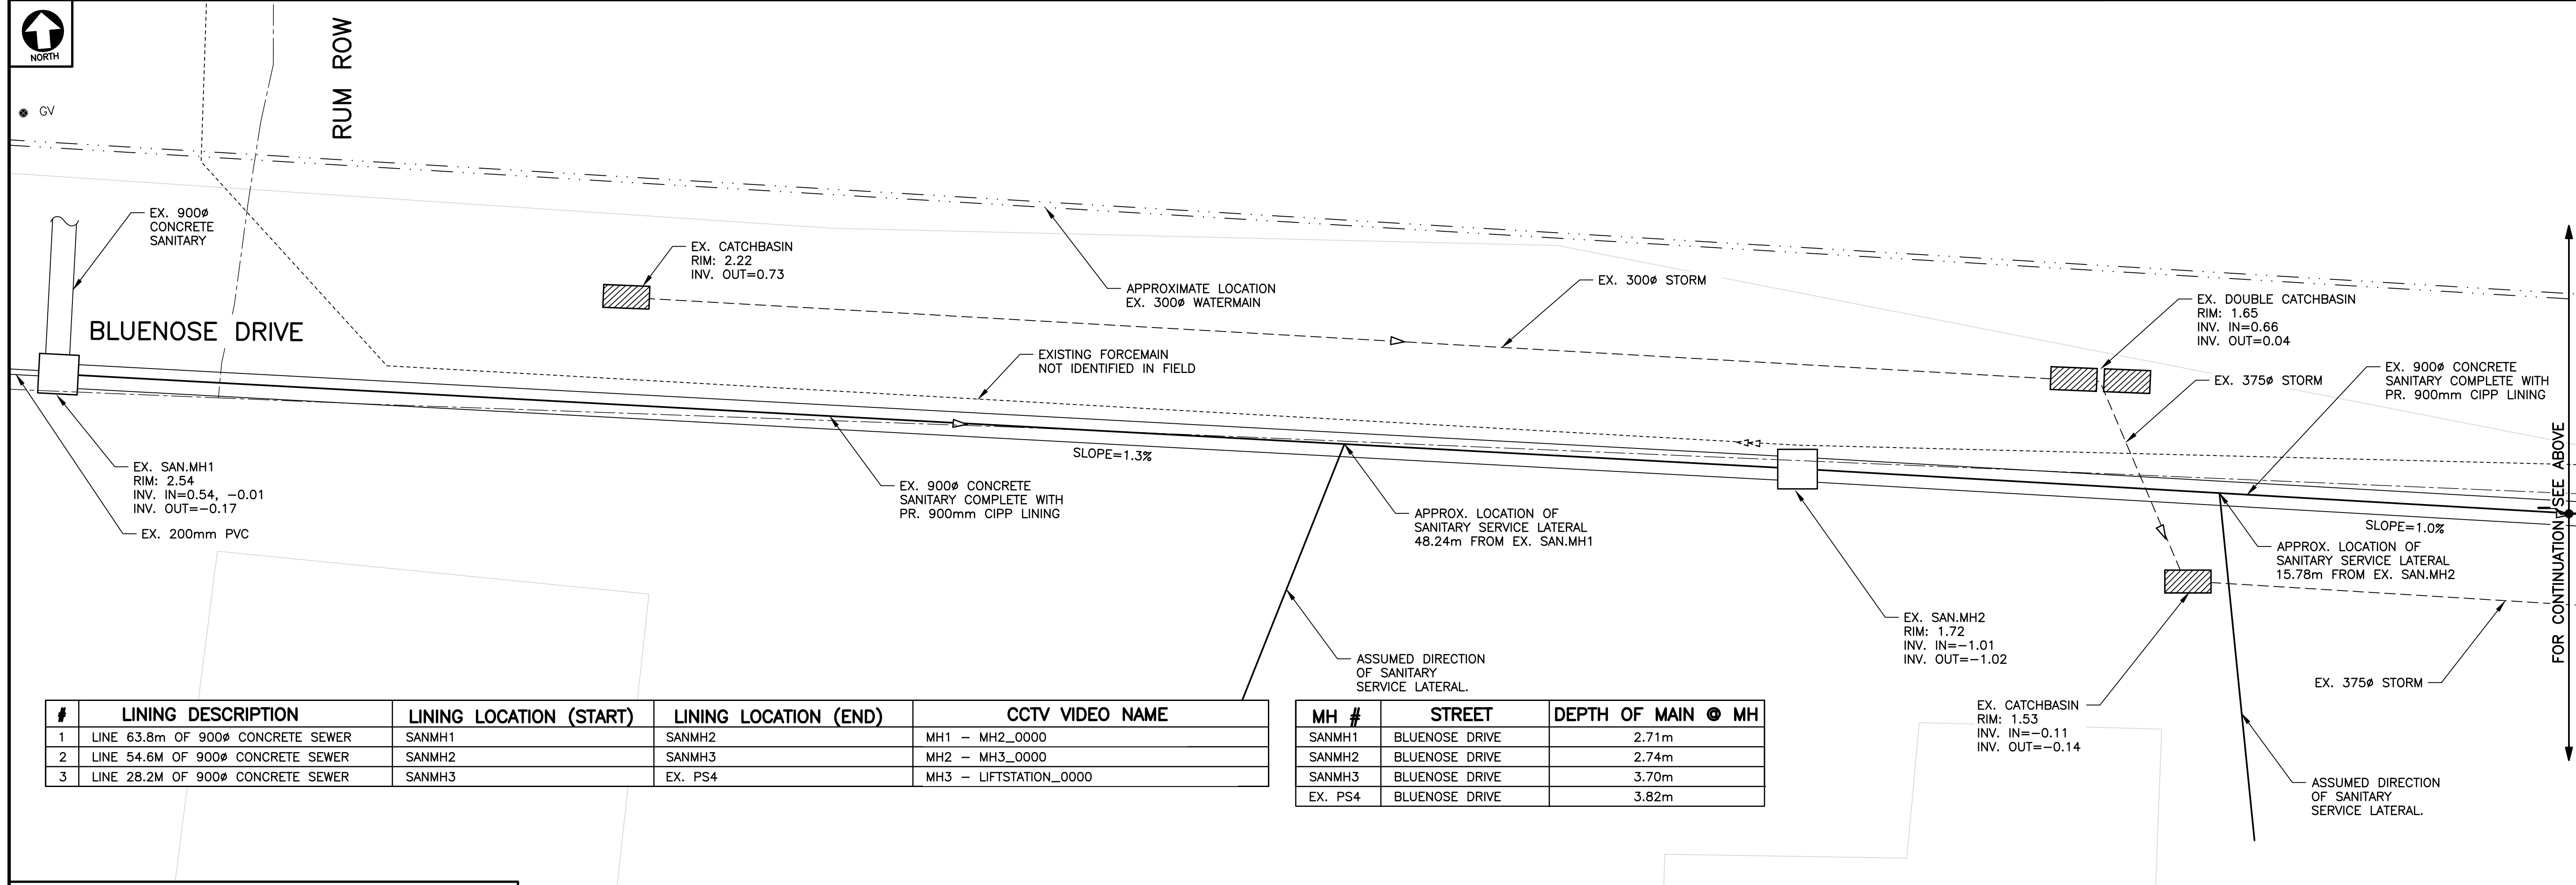 NORTH
GV
RUM ROW
EX. 900ø
CONCRETE
SANITARY
BLUENOSE DRIVE
EX. CATCHBASIN
RIM: 2.22
INV. OUT=0.73
APPROXIMATE LOCATION
EX. 300ø WATERMAIN
EX. 300ø STORM
EX. DOUBLE CATCHBASIN
RIM: 1.65
INV. IN=0.66
INV. OUT=0.04
EXISTING FORCEMAIN
NOT IDENTIFIED IN FIELD
EX. 375ø STORM
EX. 900ø CONCRETE
SANITARY COMPLETE WITH
PR. 900mm CIPP LINING
EX. SAN.MH1
RIM: 2.54
INV. IN=0.54, -0.01
INV. OUT=-0.17
EX. 200mm PVC
SLOPE=1.3%
EX. 900ø CONCRETE
SANITARY COMPLETE WITH
PR. 900mm CIPP LINING
APPROX. LOCATION OF
SANITARY SERVICE LATERAL
48.24m FROM EX. SAN.MH1
SLOPE=1.0%
APPROX. LOCATION OF
SANITARY SERVICE LATERAL
15.78m FROM EX. SAN.MH2
FOR CONTINUATION SEE ABOVE
EX. SAN.MH2
RIM: 1.72
INV. IN=-1.01
INV. OUT=-1.02
ASSUMED DIRECTION
OF SANITARY
SERVICE LATERAL.
EX. 375ø STORM
EX. CATCHBASIN
RIM: 1.53
INV. IN=-0.11
INV. OUT=-0.14
ASSUMED DIRECTION
OF SANITARY
SERVICE LATERAL.
# LINING DESCRIPTION LINING LOCATION (START) LINING LOCATION (END) CCTV VIDEO NAME
1 LINE 63.8m OF 900ø CONCRETE SEWER SANMH1 SANMH2 MH1 - MH2_0000
2 LINE 54.6M OF 900ø CONCRETE SEWER SANMH2 SANMH3 MH2 - MH3_0000
3 LINE 28.2M OF 900ø CONCRETE SEWER SANMH3 EX. PS4 MH3 - LIFTSTATION_0000
MH # STREET DEPTH OF MAIN @ MH
SANMH1 BLUENOSE DRIVE 2.71m
SANMH2 BLUENOSE DRIVE 2.74m
SANMH3 BLUENOSE DRIVE 3.70m
EX. PS4 BLUENOSE DRIVE 3.82m